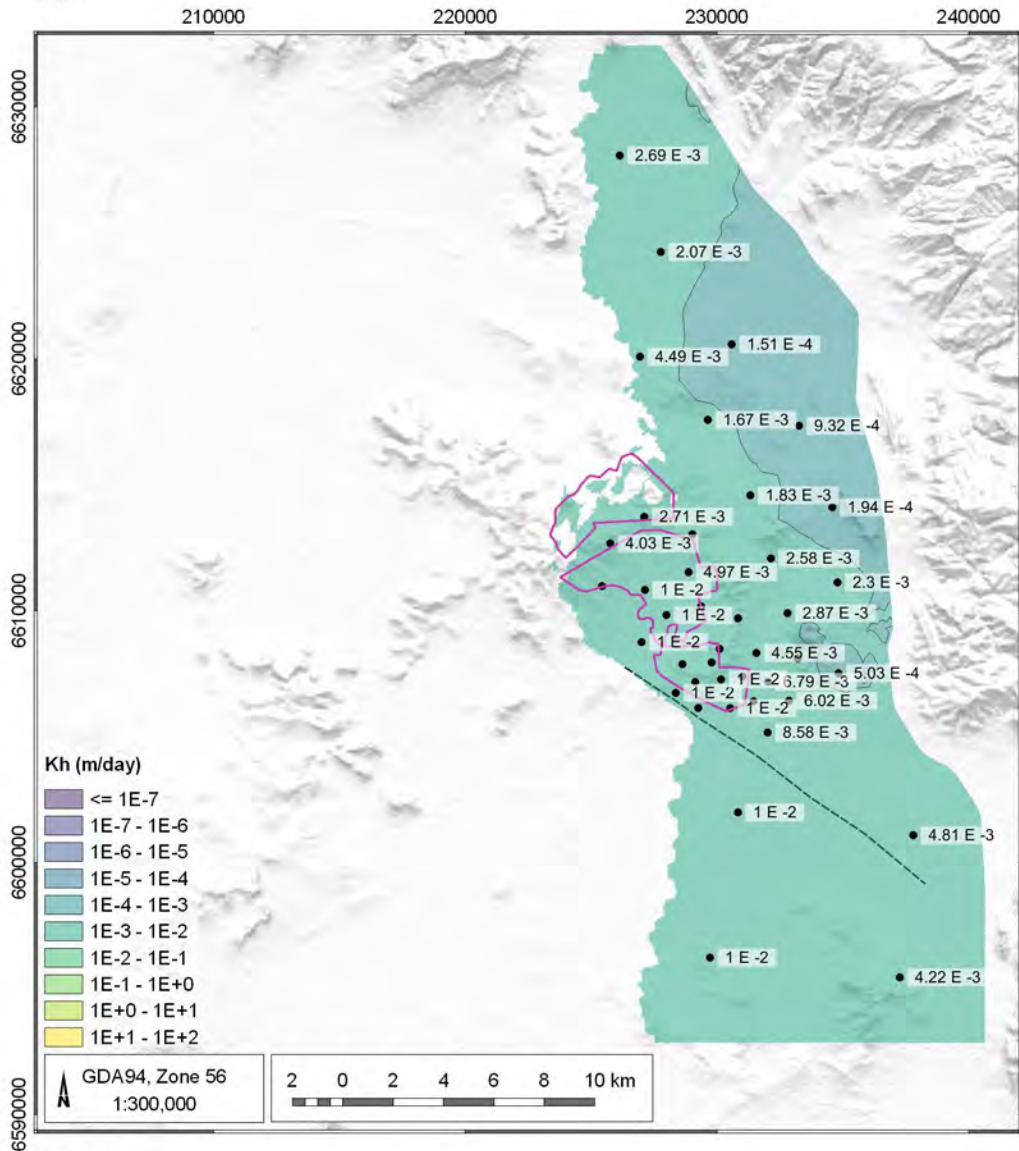 210000 220000 230000 240000
6630000
2.69 E -3
2.07 E -3
6620000
4.49 E -3
1.51 E -4
1.67 E -3
9.32 E -4
1.83 E -3
1.94 E -4
2.71 E -3
4.03 E -3
4.97 E -3
2.58 E -3
2.3 E -3
1 E -2
6610000
1 E -2
2.87 E -3
1 E -2
4.55 E -3
5.03 E -4
1 E -2
6.79 E -3
1 E -2
6.02 E -3
1 E -2
8.58 E -3
1 E -2
4.81 E -3
6600000
1 E -2
4.22 E -3
6590000
Kh (m/day)
<= 1E-7
1E-7 - 1E-6
1E-6 - 1E-5
1E-5 - 1E-4
1E-4 - 1E-3
1E-3 - 1E-2
1E-2 - 1E-1
1E-1 - 1E+0
1E+0 - 1E+1
1E+1 - 1E+2
N
GDA94, Zone 56
1:300,000
2 0 2 4 6 8 10 km